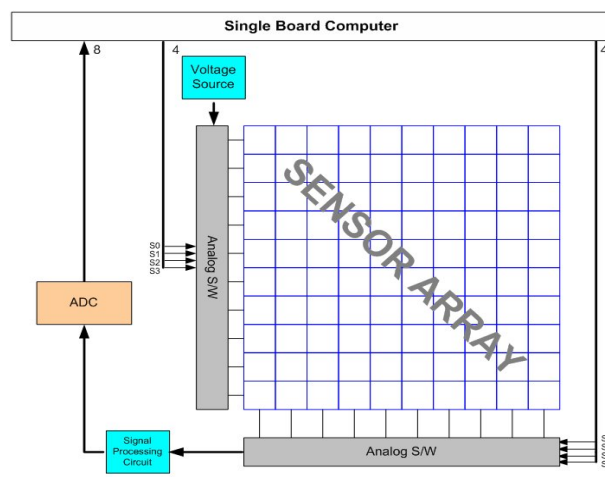 Single Board Computer
8
4
4
Voltage
Source
SENSOR ARRAY
Analog S/W
S0
S1
S2
S3
ADC
Signal
Processing
Circuit
Analog S/W